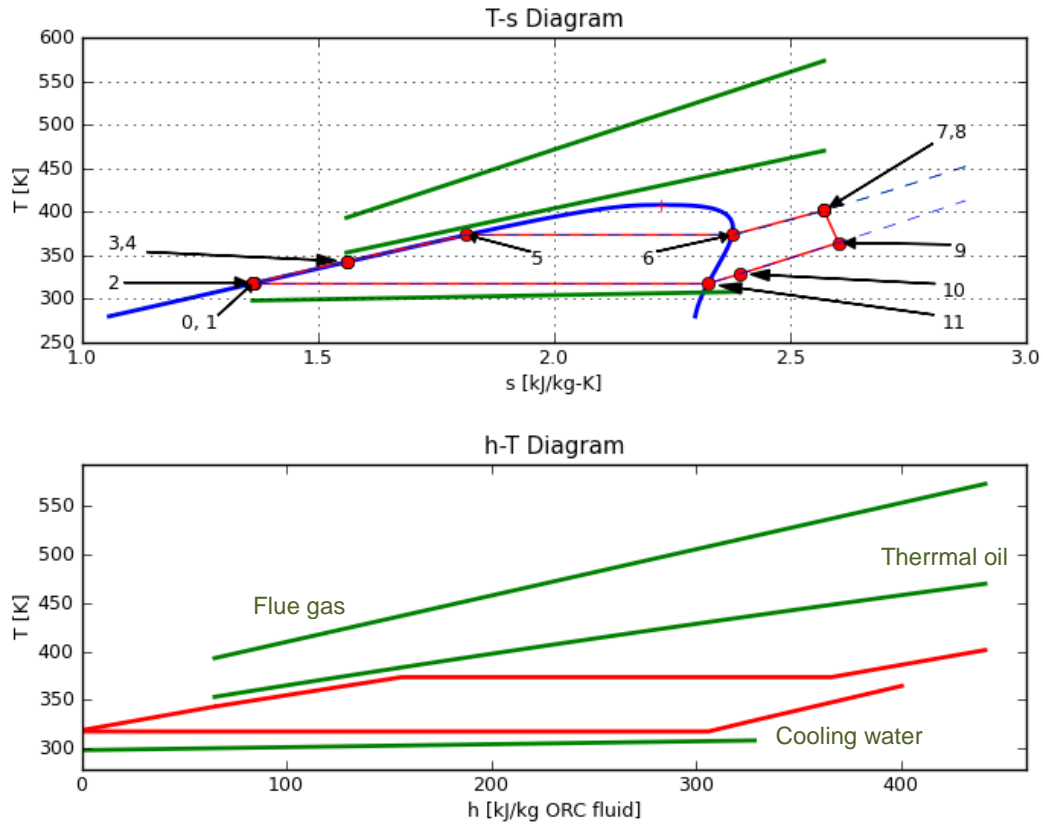 T-s Diagram
600
550
500
450
400
350
300
250
T [K]
7,8
3,4
2
0, 1
5
6
9
10
11
1.0 1.5 2.0 2.5 3.0
s [kJ/kg-K]
h-T Diagram
550
500
450
400
350
300
T [K]
Therrmal oil
Flue gas
Cooling water
0 100 200 300 400
h [kJ/kg ORC fluid]